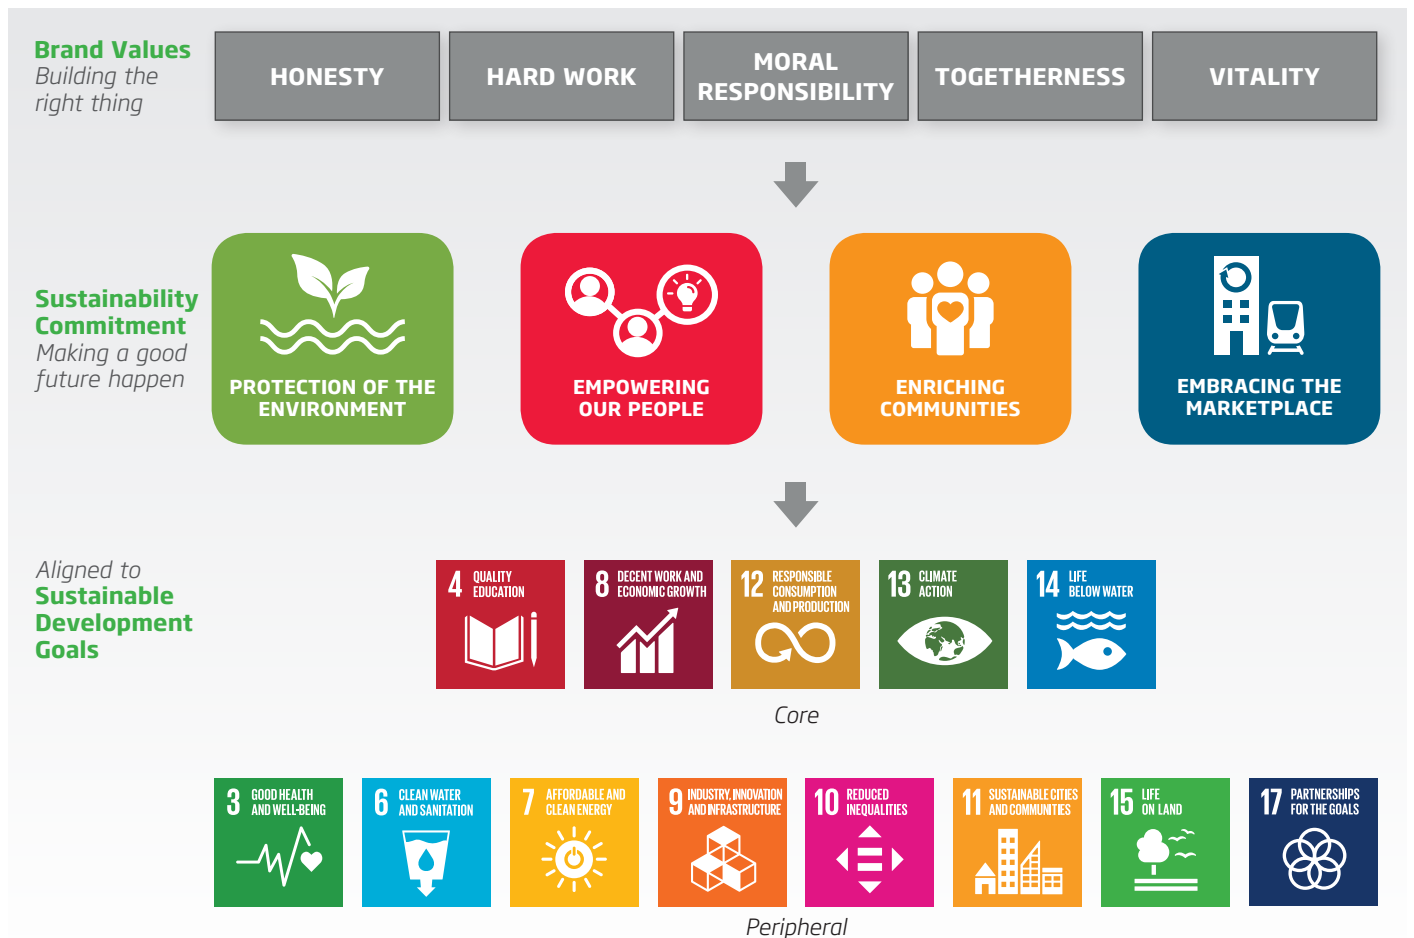 Brand Values
Building the
right thing
HONESTY
HARD WORK
MORAL
RESPONSIBILITY
TOGETHERNESS
VITALITY
Sustainability
Commitment
Making a good
future happen
PROTECTION OF THE
ENVIRONMENT
EMPOWERING
OUR PEOPLE
ENRICHING
COMMUNITIES
EMBRACING THE
MARKETPLACE
Aligned to
Sustainable
Development
Goals
4 QUALITY
EDUCATION
8 DECENT WORK AND
ECONOMIC GROWTH
12 RESPONSIBLE
CONSUMPTION
AND PRODUCTION
13 CLIMATE
ACTION
14 LIFE
BELOW WATER
Core
3 GOOD HEALTH
AND WELL-BEING
6 CLEAN WATER
AND SANITATION
7 AFFORDABLE AND
CLEAN ENERGY
9 INDUSTRY, INNOVATION
AND INFRASTRUCTURE
10 REDUCED
INEQUALITIES
11 SUSTAINABLE CITIES
AND COMMUNITIES
15 LIFE
ON LAND
17 PARTNERSHIPS
FOR THE GOALS
Peripheral